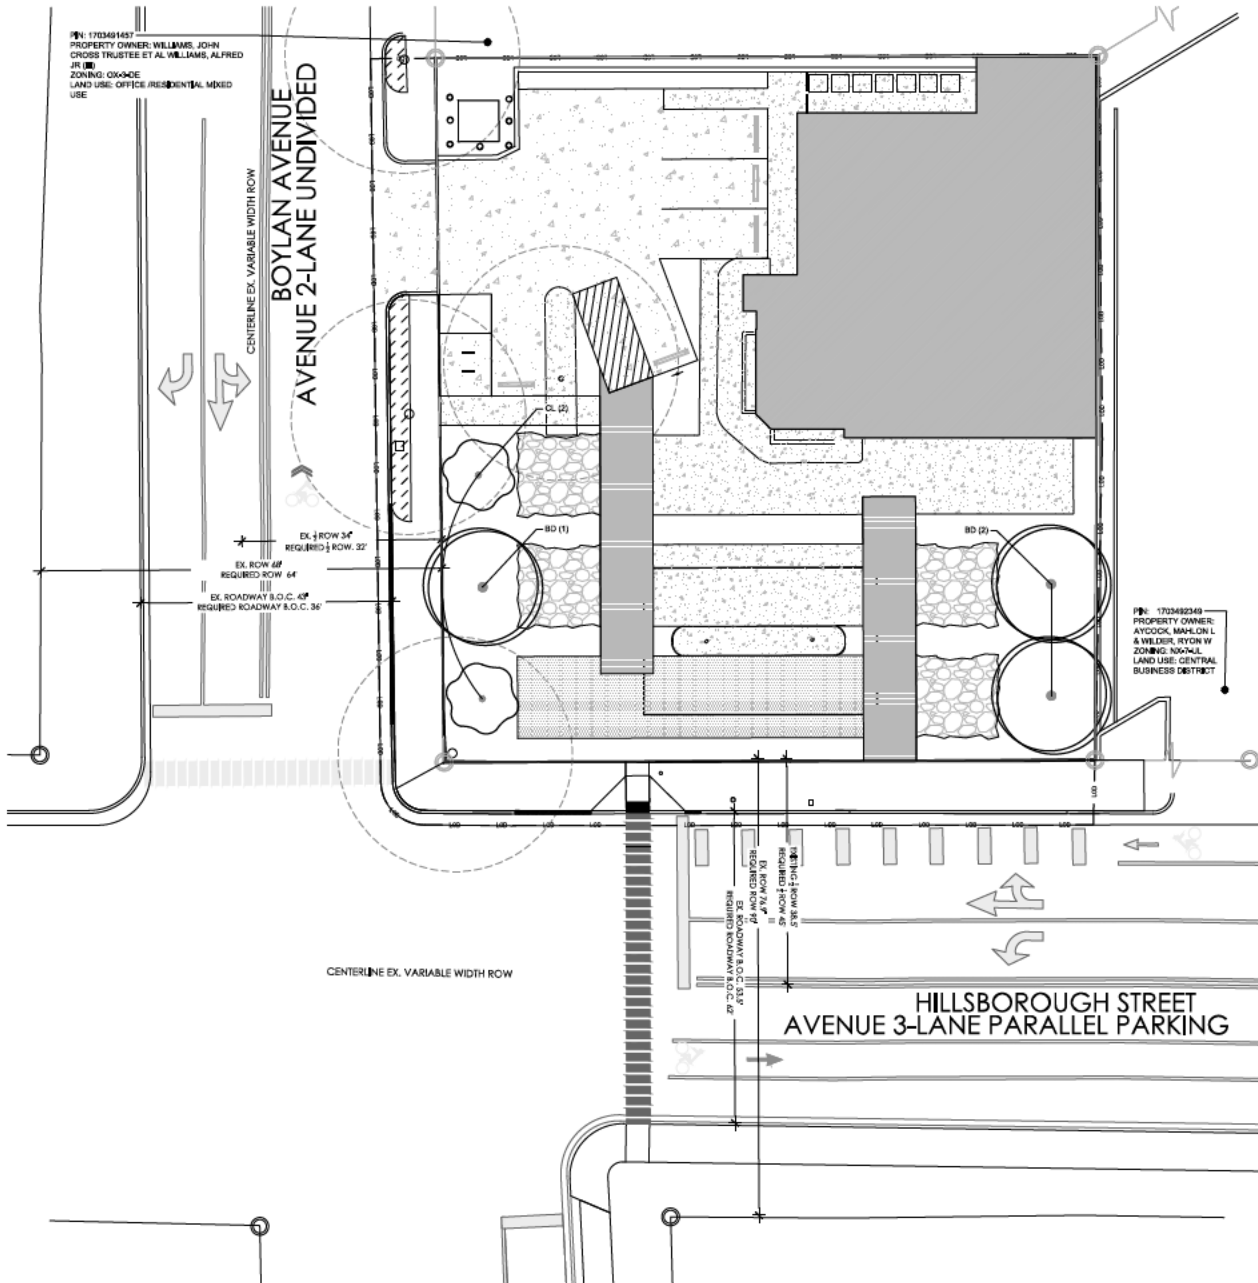 PIN: 1703491457
PROPERTY OWNER: WILLIAMS, JOHN
CROSS TRUSTEE ET AL WILLIAMS, ALFRED
JR (III)
ZONING: OX-3-DE
LAND USE: OFFICE /RESIDENTIAL MIXED
USE
BOYLAN AVENUE
AVENUE 2-LANE UNDIVIDED
CENTERLINE EX. VARIABLE WIDTH ROW
CL (2)
BD (1)
BD (2)
EX. ½ ROW 34'
REQUIRED ½ ROW. 32'
EX. ROW 68'
REQUIRED ROW 64'
EX. ROADWAY B.O.C. 43'
REQUIRED ROADWAY B.O.C. 36'
PIN: 1703492349
PROPERTY OWNER:
AYCOCK, MAHLON L
& WILDER, RYON W
ZONING: NX-7-UL
LAND USE: CENTRAL
BUSINESS DISTRICT
EXISTING ½ ROW 38.5'
REQUIRED ½ ROW 45'
EX. ROW 76.9'
REQUIRED ROW 90'
EX. ROADWAY B.O.C. 53.5'
REQUIRED ROADWAY B.O.C. 62'
CENTERLINE EX. VARIABLE WIDTH ROW
HILLSBOROUGH STREET
AVENUE 3-LANE PARALLEL PARKING